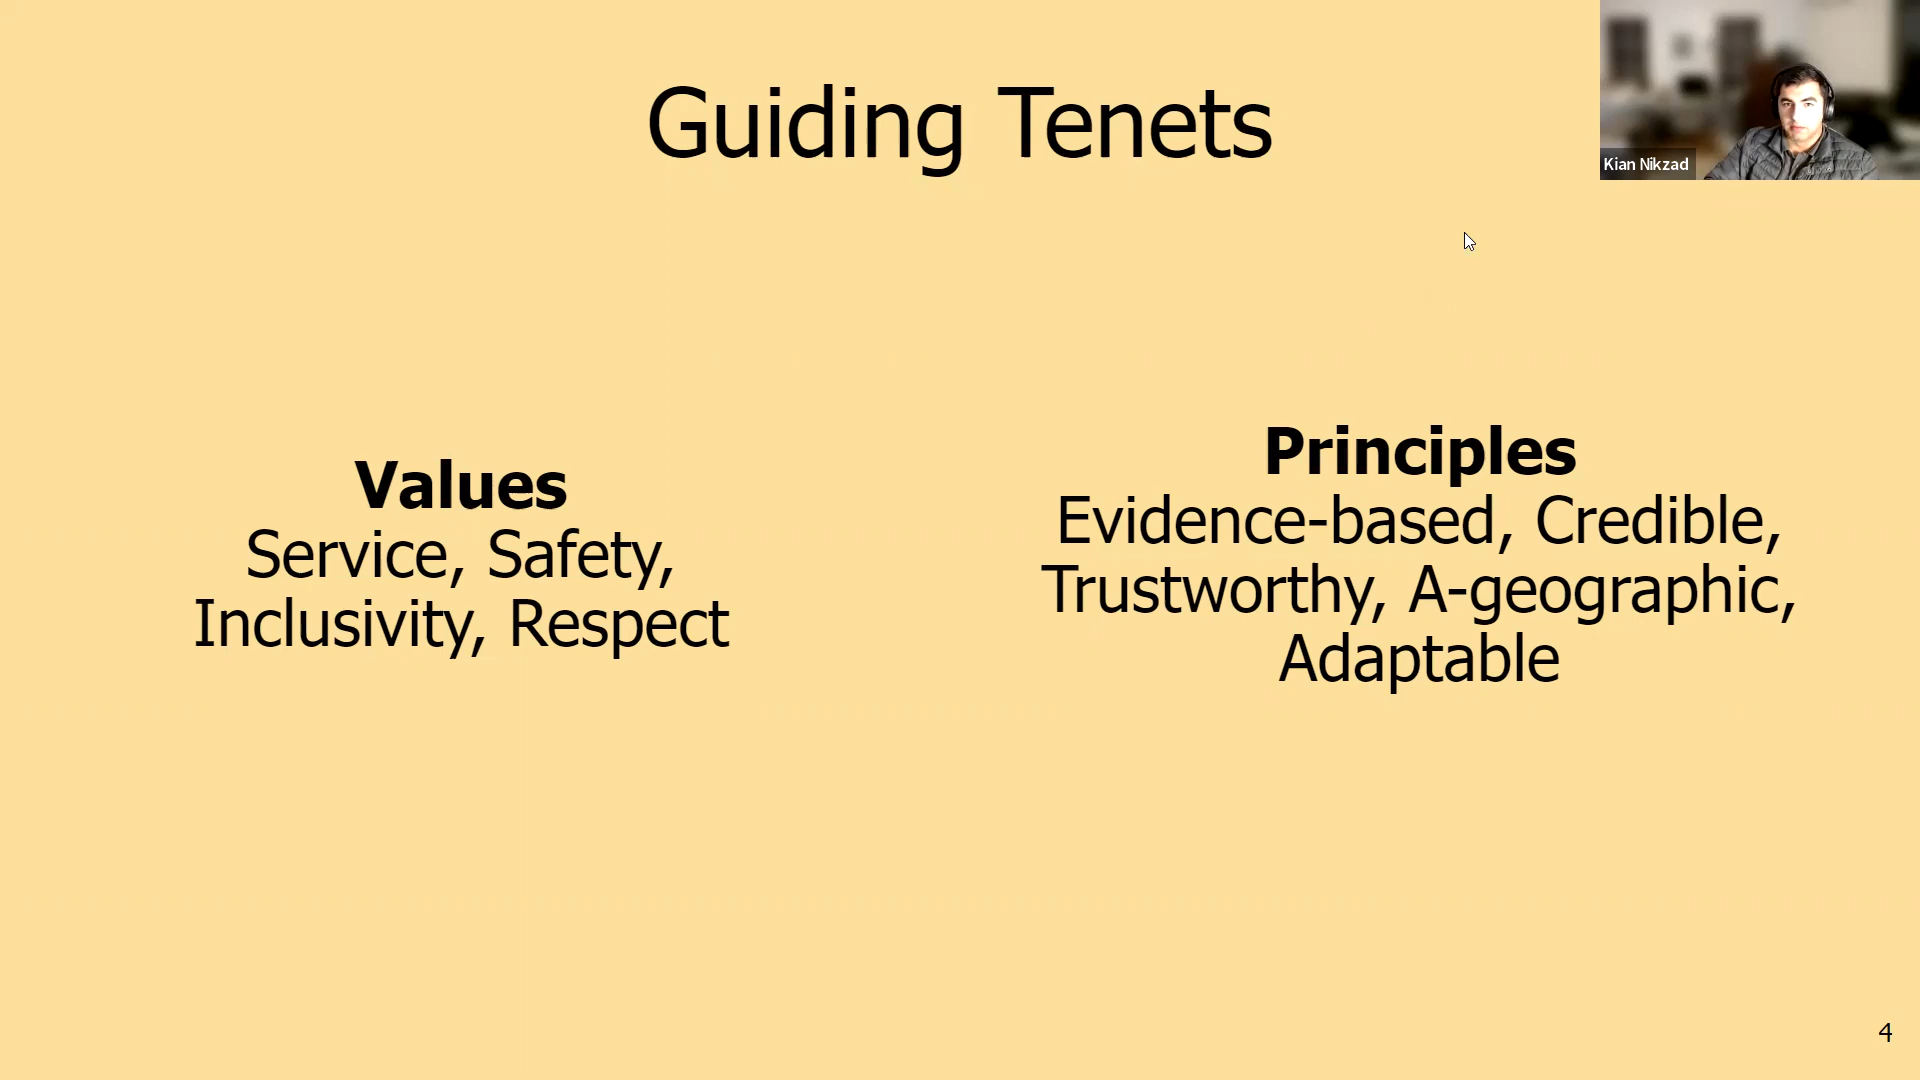 Guiding Tenets
Kian Nikzad
Values
Service, Safety,
Inclusivity, Respect
Principles
Evidence-based, Credible,
Trustworthy, A-geographic,
Adaptable
4